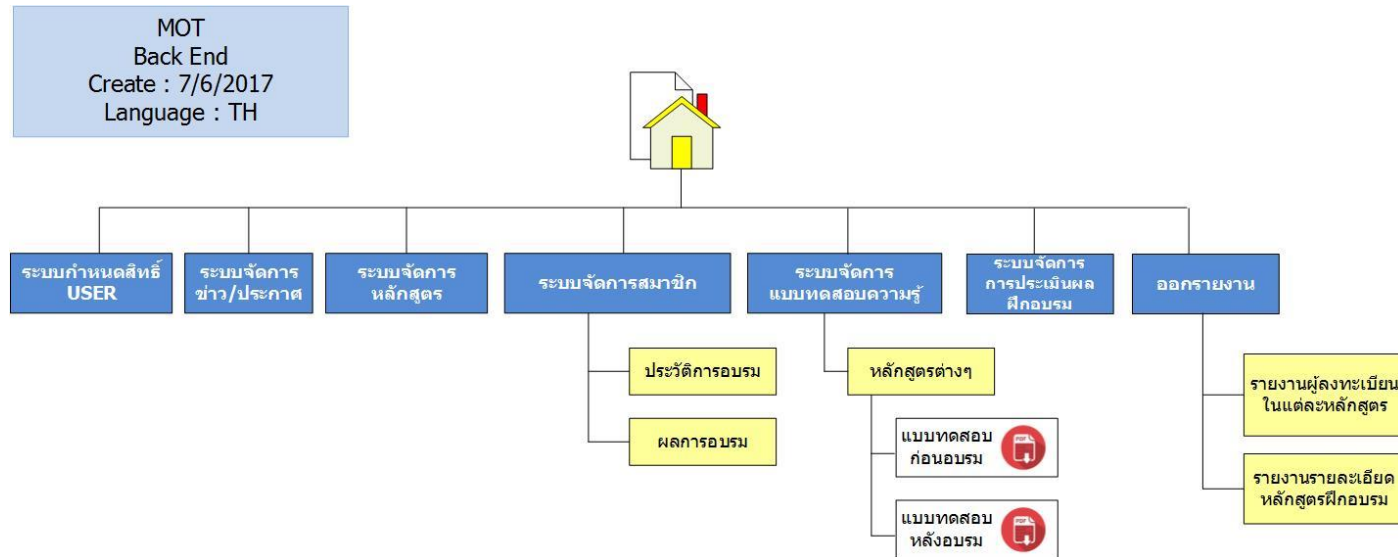 MOT
Back End
Create : 7/6/2017
Language : TH
ระบบกำหนดสิทธิ์
USER
ระบบจัดการ
ข่าว/ประกาศ
ระบบจัดการ
หลักสูตร
ระบบจัดการสมาชิก
ระบบจัดการ
แบบทดสอบความรู้
ระบบจัดการ
การประเมินผล
ฝึกอบรม
ออกรายงาน
ประวัติการอบรม
ผลการอบรม
หลักสูตรต่างๆ
แบบทดสอบ
ก่อนอบรม
PDF
แบบทดสอบ
หลังอบรม
PDF
รายงานผู้ลงทะเบียน
ในแต่ละหลักสูตร
รายงานรายละเอียด
หลักสูตรฝึกอบรม